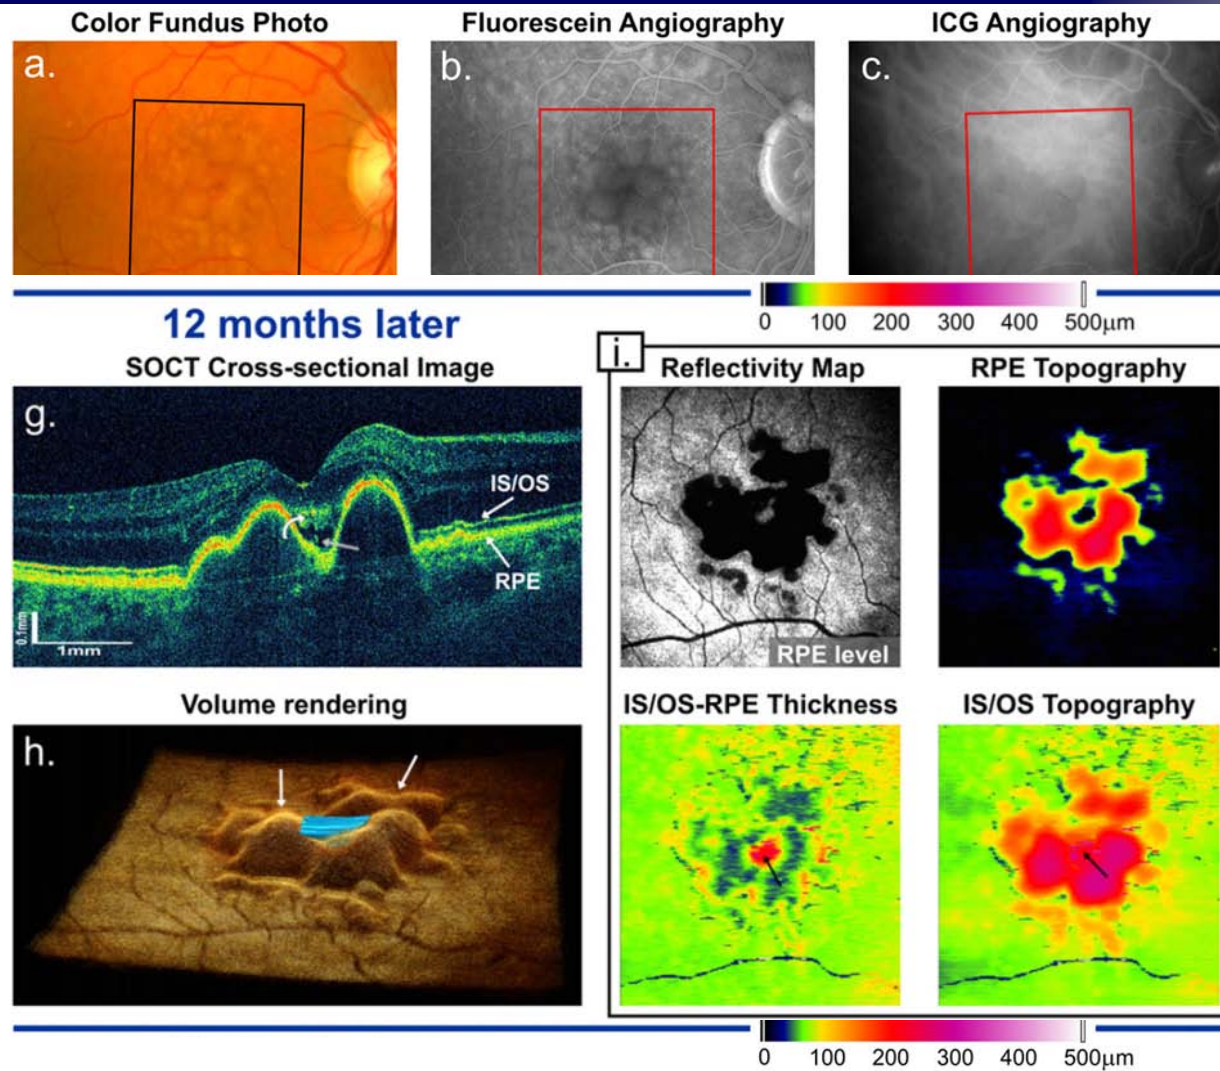 Color Fundus Photo
Fluorescein Angiography
ICG Angiography
a.
b.
c.
0 100 200 300 400 500μm
12 months later
SOCT Cross-sectional Image
g.
IS/OS
RPE
0.1mm
1mm
Volume rendering
h.
i.
Reflectivity Map
RPE Topography
RPE level
IS/OS-RPE Thickness
IS/OS Topography
0 100 200 300 400 500μm